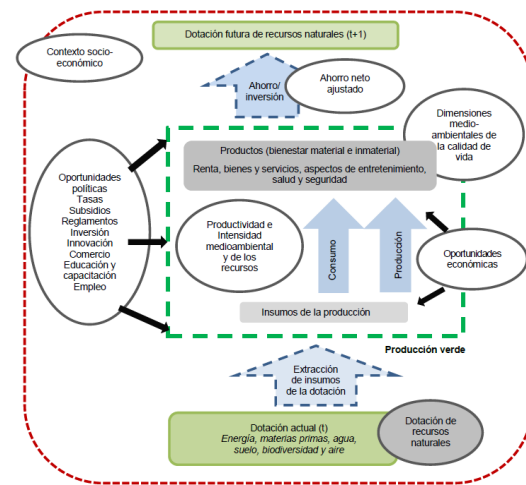 Dotación futura de recursos naturales (t+1)
Contexto socio-
económico
Ahorro/
inversión
Ahorro neto
ajustado
Dimensiones
medio-
ambientales de
la calidad de
vida
Productos (bienestar material e inmaterial)
Renta, bienes y servicios, aspectos de entretenimiento,
salud y seguridad
Oportunidades
políticas
Tasas
Subsidios
Reglamentos
Inversión
Innovación
Comercio
Educación y
capacitación
Empleo
Productividad e
Intensidad
medioambiental
y de los
recursos
Consumo
Producción
Oportunidades
económicas
Insumos de la producción
Producción verde
Extracción
de insumos
de la dotación
Dotación actual (t)
Energía, materias primas, agua,
suelo, biodiversidad y aire
Dotación de
recursos
naturales